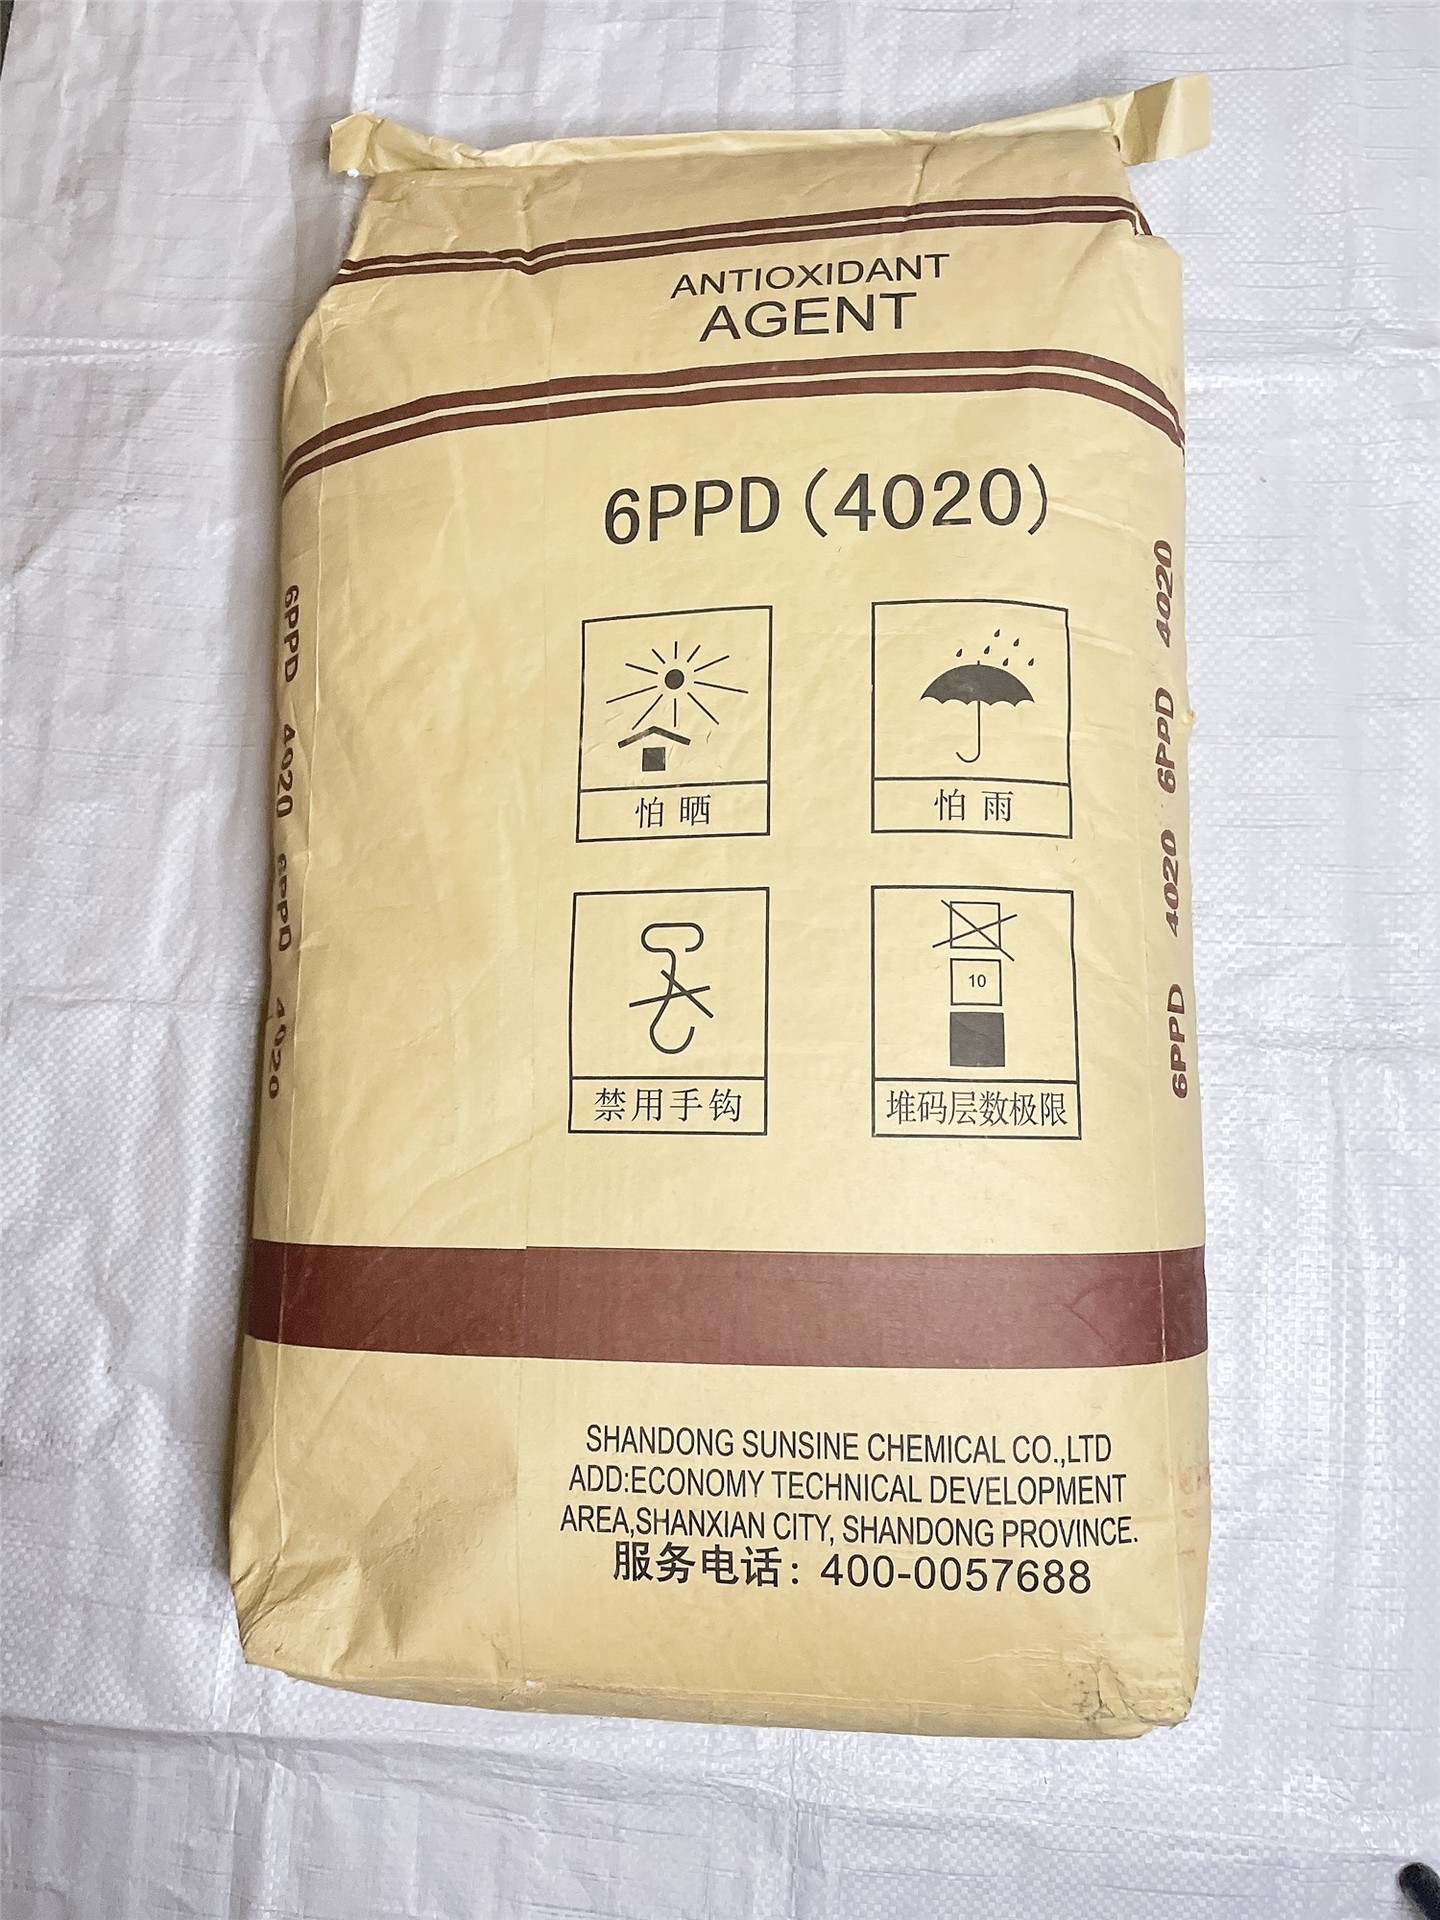 ANTIOXIDANT
AGENT
6PPD（4020）
怕晒
怕雨
禁用手钩
10
堆码层数极限
6PPD 4020 6PPD 4020
6PPD 4020 6PPD 4020
SHANDONG SUNSINE CHEMICAL CO.,LTD
ADD:ECONOMY TECHNICAL DEVELOPMENT
AREA,SHANXIAN CITY, SHANDONG PROVINCE.
服务电话：400-0057688